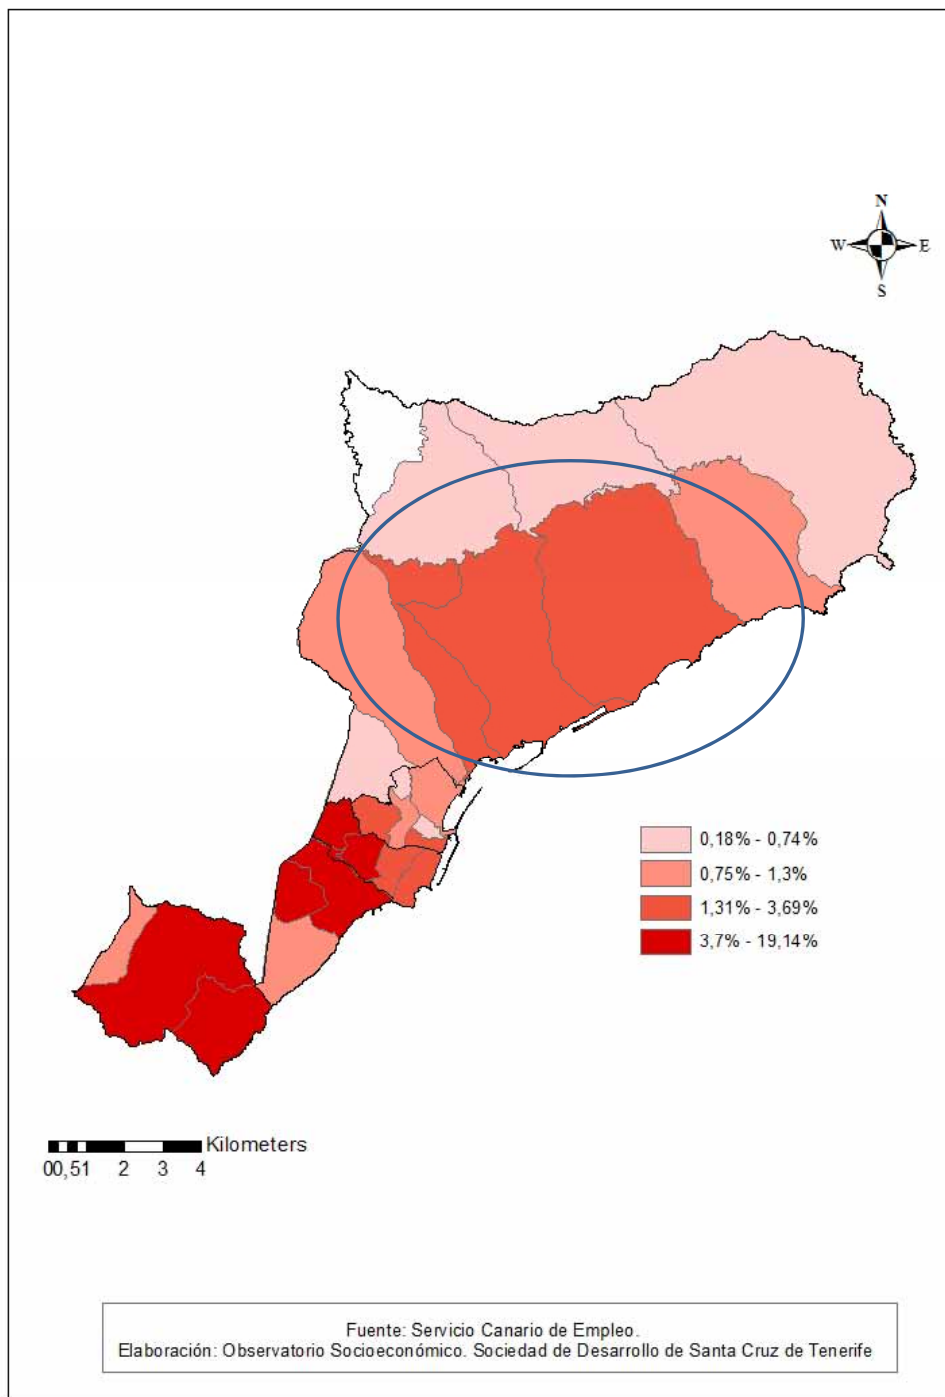 N
W E
S
0,18% - 0,74%
0,75% - 1,3%
1,31% - 3,69%
3,7% - 19,14%
Kilometers
00,51 2 3 4
Fuente: Servicio Canario de Empleo.
Elaboración: Observatorio Socioeconómico. Sociedad de Desarrollo de Santa Cruz de Tenerife